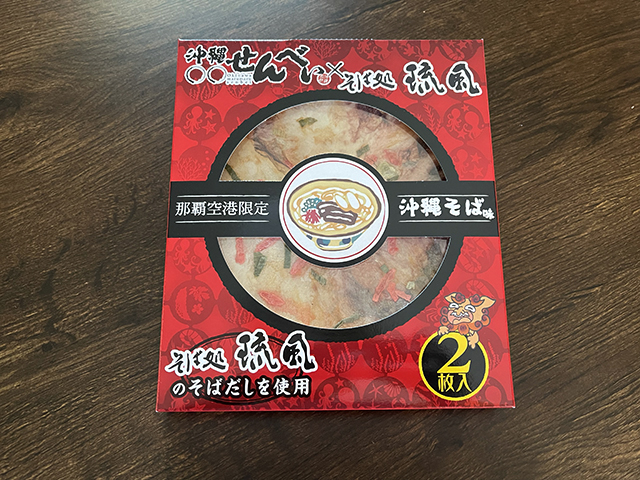 沖縄○○せんべい×そば処 琉風
那覇空港限定
沖縄そば味
そば処 琉風
のそばだしを使用
2
枚入